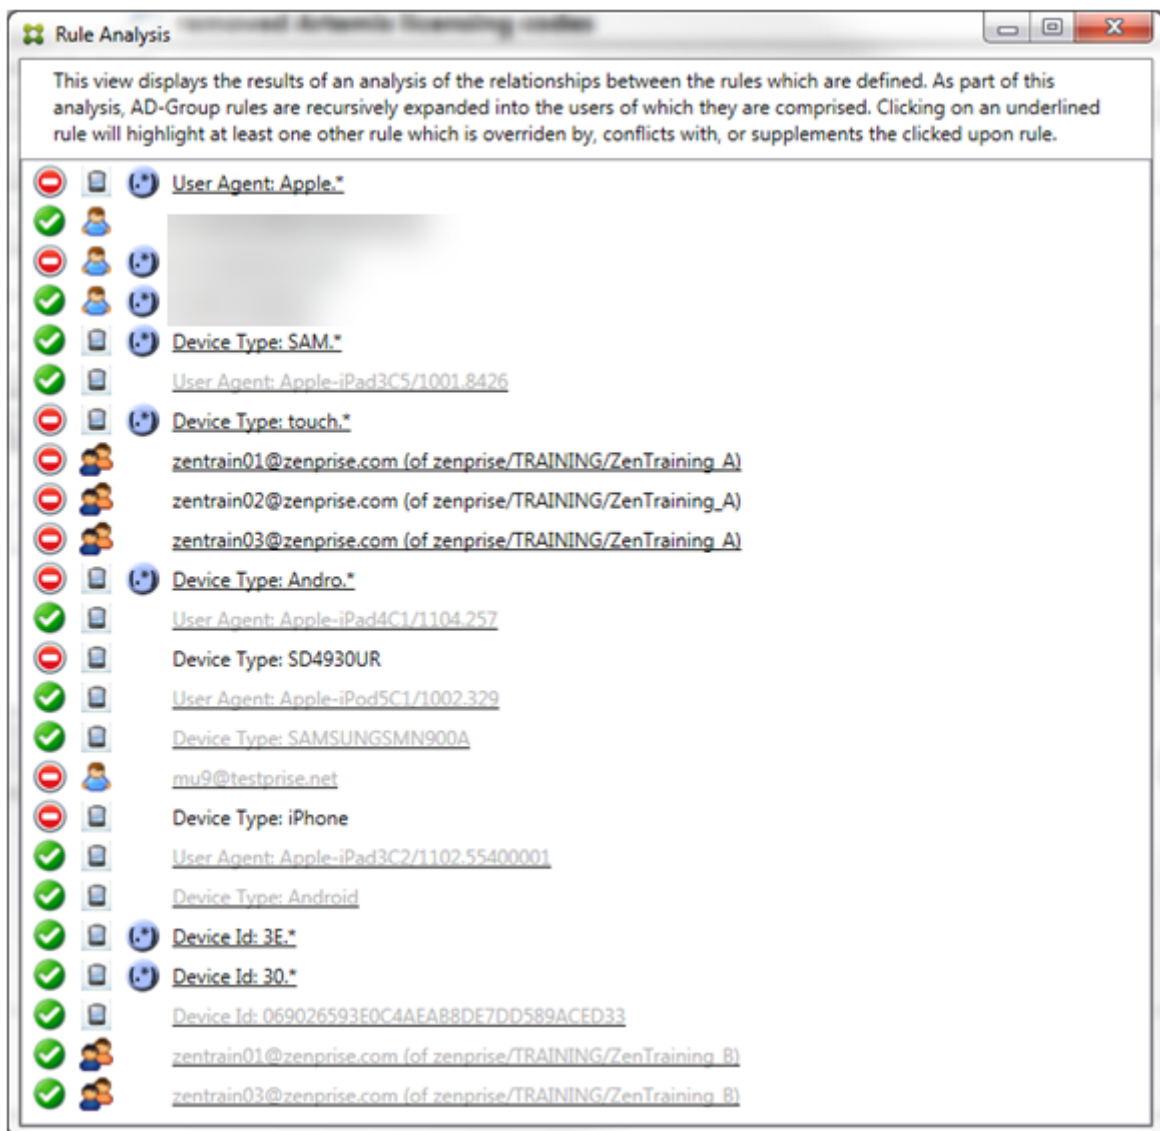 removed Artemis licensing codes
Rule Analysis
This view displays the results of an analysis of the relationships between the rules which are defined. As part of this
analysis, AD-Group rules are recursively expanded into the users of which they are comprised. Clicking on an underlined
rule will highlight at least one other rule which is overriden by, conflicts with, or supplements the clicked upon rule.
(.*) User Agent: Apple.*
(.*)
(.*)
(.*) Device Type: SAM.*
User Agent: Apple-iPad3C5/1001.8426
(.*) Device Type: touch.*
zentrain01@zenprise.com (of zenprise/TRAINING/ZenTraining_A)
zentrain02@zenprise.com (of zenprise/TRAINING/ZenTraining_A)
zentrain03@zenprise.com (of zenprise/TRAINING/ZenTraining_A)
(.*) Device Type: Andro.*
User Agent: Apple-iPad4C1/1104.257
Device Type: SD4930UR
User Agent: Apple-iPod5C1/1002.329
Device Type: SAMSUNGSMN900A
mu9@testprise.net
Device Type: iPhone
User Agent: Apple-iPad3C2/1102.55400001
Device Type: Android
(.*) Device Id: 3E.*
(.*) Device Id: 30.*
Device Id: 069026593E0C4AEAB8DE7DD589ACED33
zentrain01@zenprise.com (of zenprise/TRAINING/ZenTraining_B)
zentrain03@zenprise.com (of zenprise/TRAINING/ZenTraining_B)